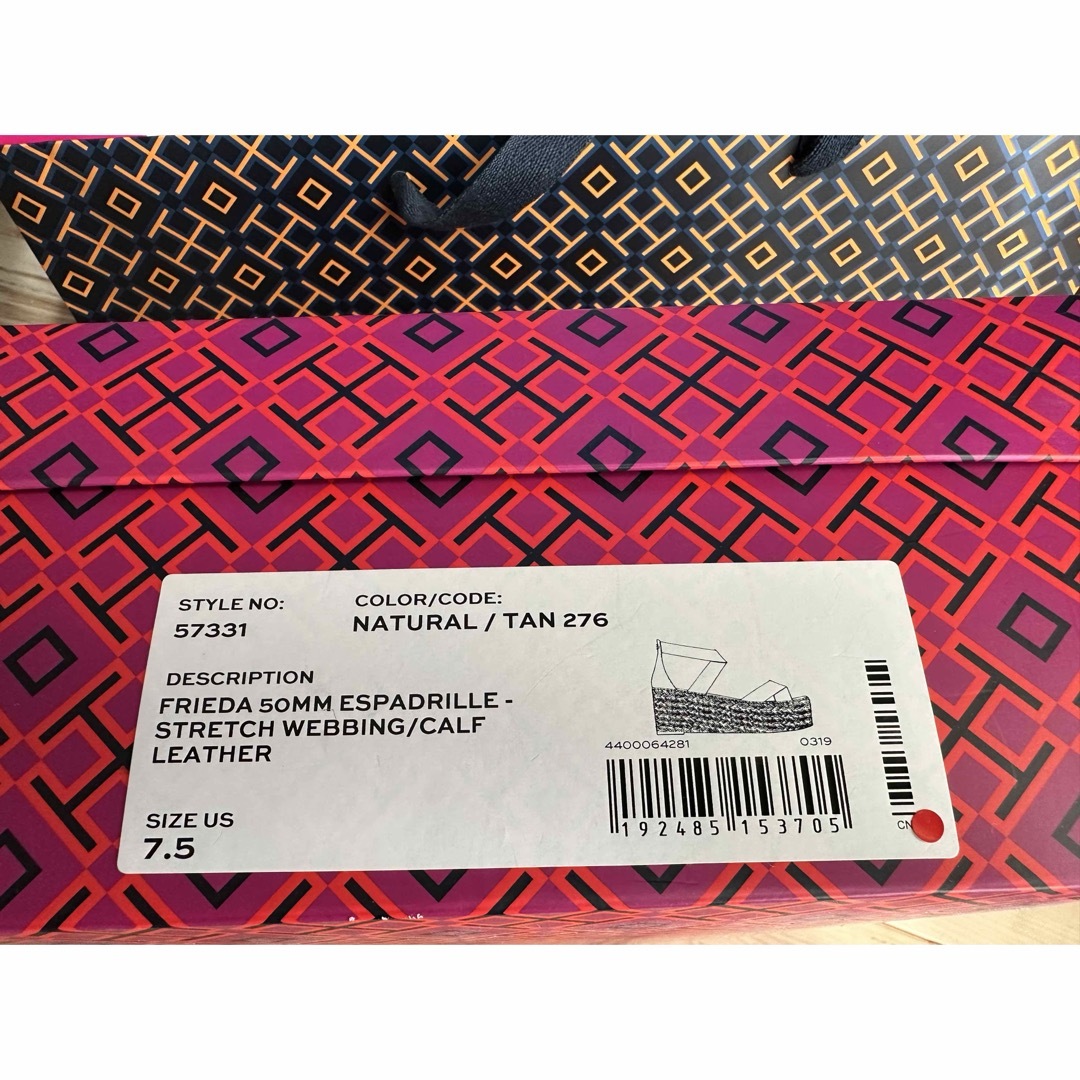 STYLE NO:
57331
COLOR/CODE:
NATURAL / TAN 276
DESCRIPTION
FRIEDA 50MM ESPADRILLE -
STRETCH WEBBING/CALF
LEATHER
SIZE US
7.5
4400064281 0319
192485 153705
CN